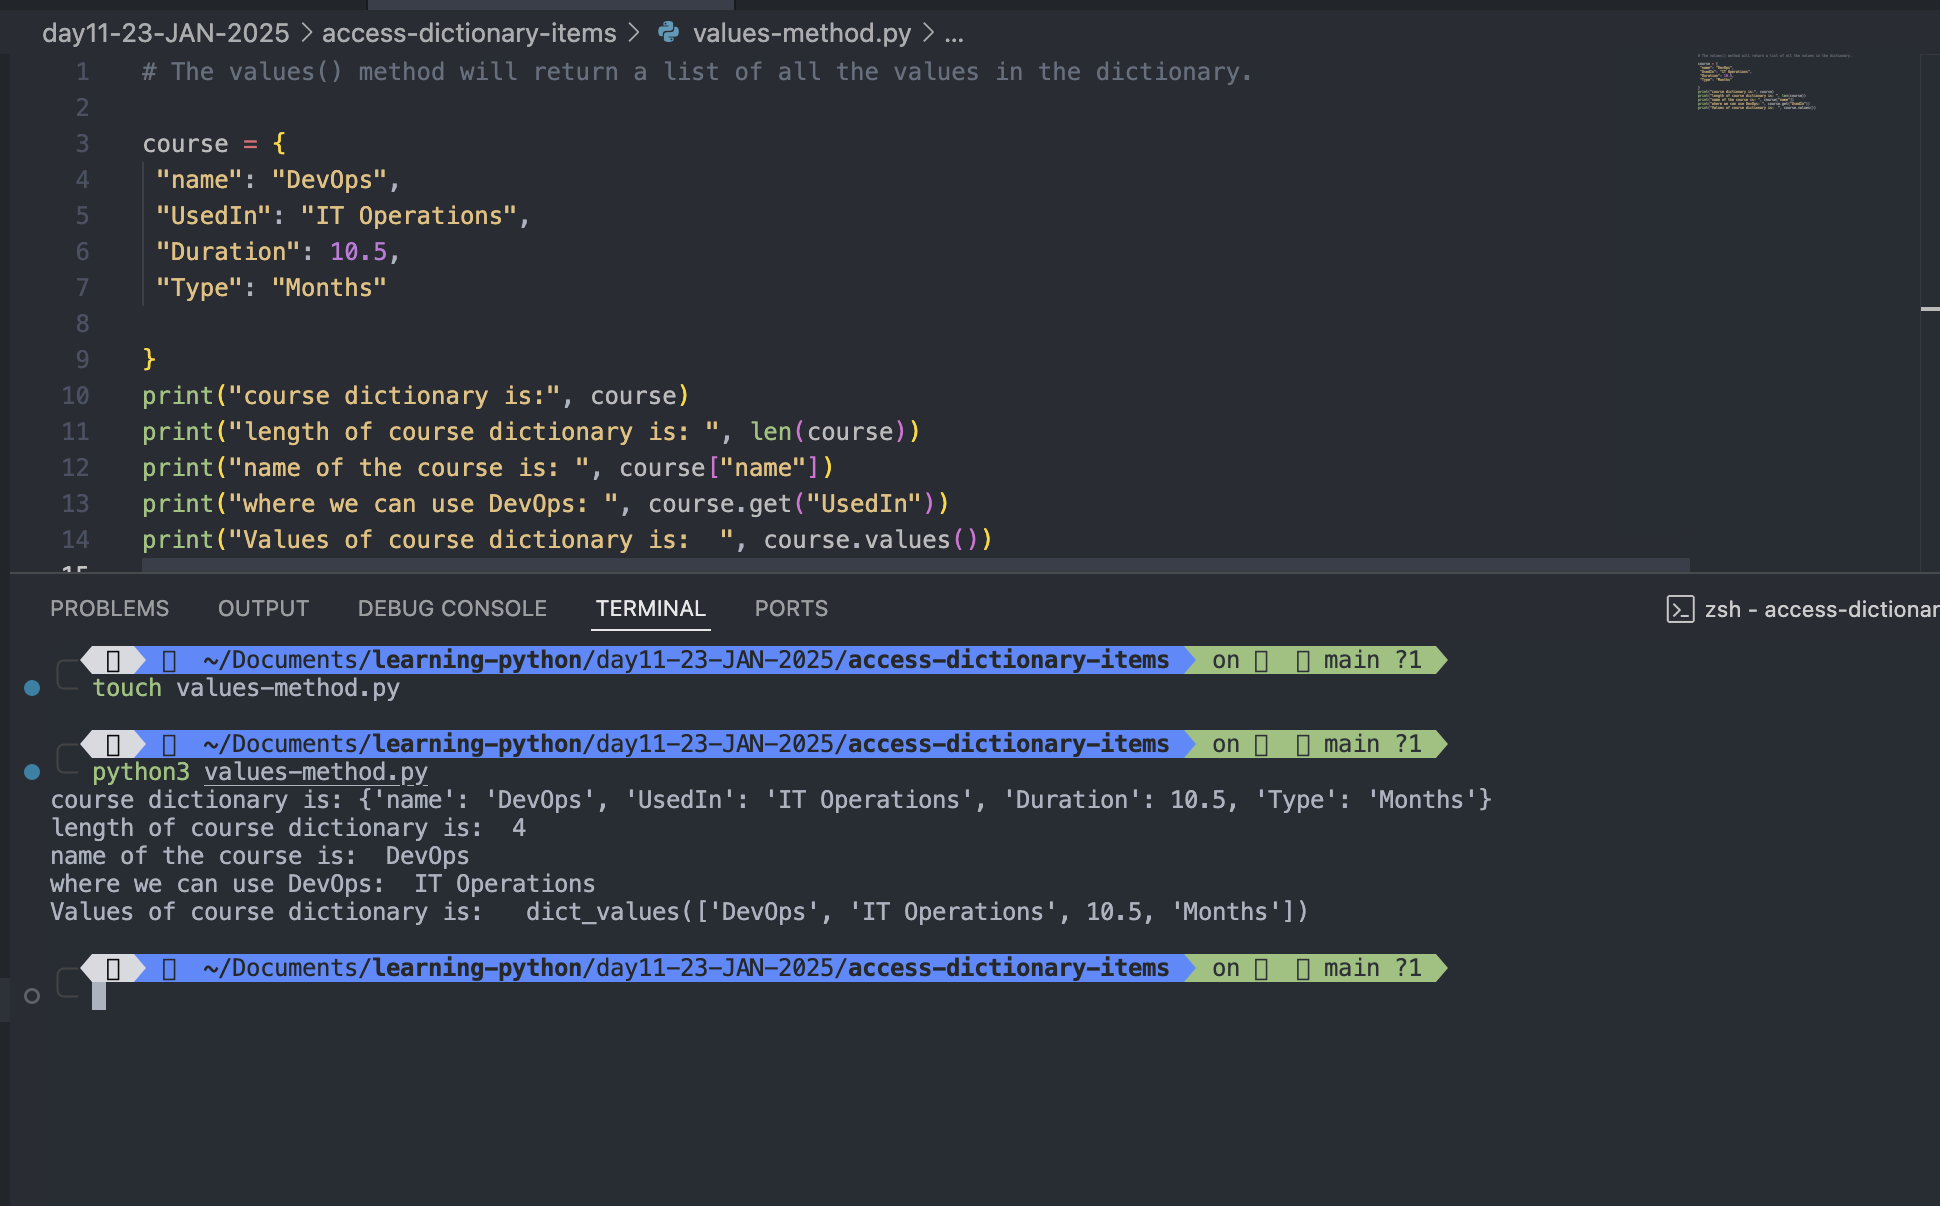 day11-23-JAN-2025 > access-dictionary-items > values-method.py > ...
1 # The values() method will return a list of all the values in the dictionary.
2
3 course = {
4  "name": "DevOps",
5  "UsedIn": "IT Operations",
6  "Duration": 10.5,
7  "Type": "Months"
8
9 }
10 print("course dictionary is:", course)
11 print("length of course dictionary is: ", len(course))
12 print("name of the course is: ", course["name"])
13 print("where we can use DevOps: ", course.get("UsedIn"))
14 print("Values of course dictionary is:  ", course.values())
15
PROBLEMS OUTPUT DEBUG CONSOLE TERMINAL PORTS zsh - access-dictionar
~/Documents/learning-python/day11-23-JAN-2025/access-dictionary-items on main ?1
touch values-method.py
~/Documents/learning-python/day11-23-JAN-2025/access-dictionary-items on main ?1
python3 values-method.py
course dictionary is: {'name': 'DevOps', 'UsedIn': 'IT Operations', 'Duration': 10.5, 'Type': 'Months'}
length of course dictionary is:  4
name of the course is:  DevOps
where we can use DevOps:  IT Operations
Values of course dictionary is:   dict_values(['DevOps', 'IT Operations', 10.5, 'Months'])
~/Documents/learning-python/day11-23-JAN-2025/access-dictionary-items on main ?1